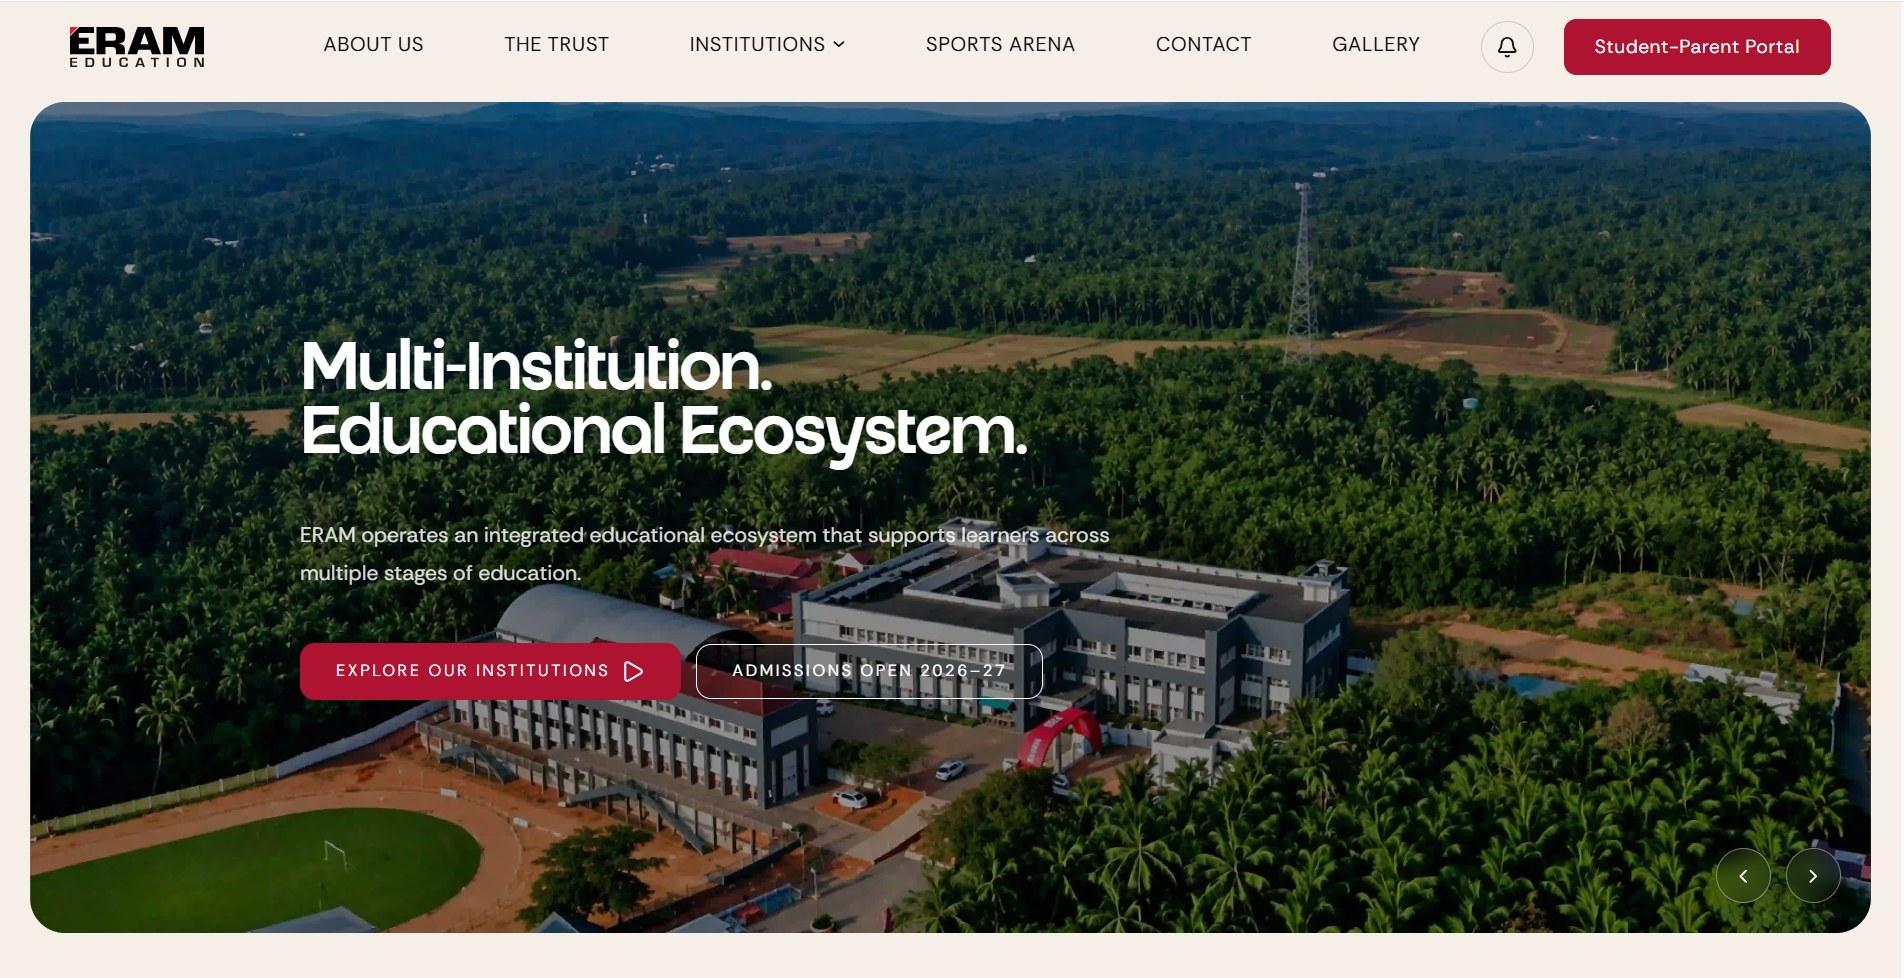 ERAM
EDUCATION
ABOUT US
THE TRUST
INSTITUTIONS
SPORTS ARENA
CONTACT
GALLERY
Student-Parent Portal
Multi-Institution.
Educational Ecosystem.
ERAM operates an integrated educational ecosystem that supports learners across
multiple stages of education.
EXPLORE OUR INSTITUTIONS
ADMISSIONS OPEN 2026–27